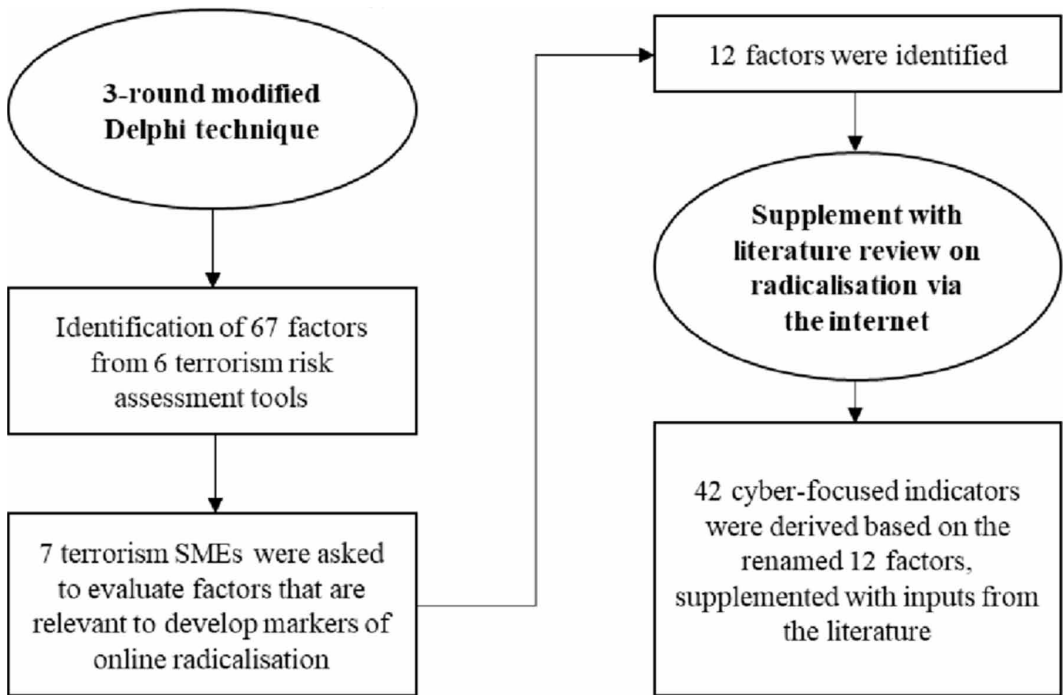 3-round modified
Delphi technique
Identification of 67 factors
from 6 terrorism risk
assessment tools
7 terrorism SMEs were asked
to evaluate factors that are
relevant to develop markers of
online radicalisation
12 factors were identified
Supplement with
literature review on
radicalisation via
the internet
42 cyber-focused indicators
were derived based on the
renamed 12 factors,
supplemented with inputs from
the literature